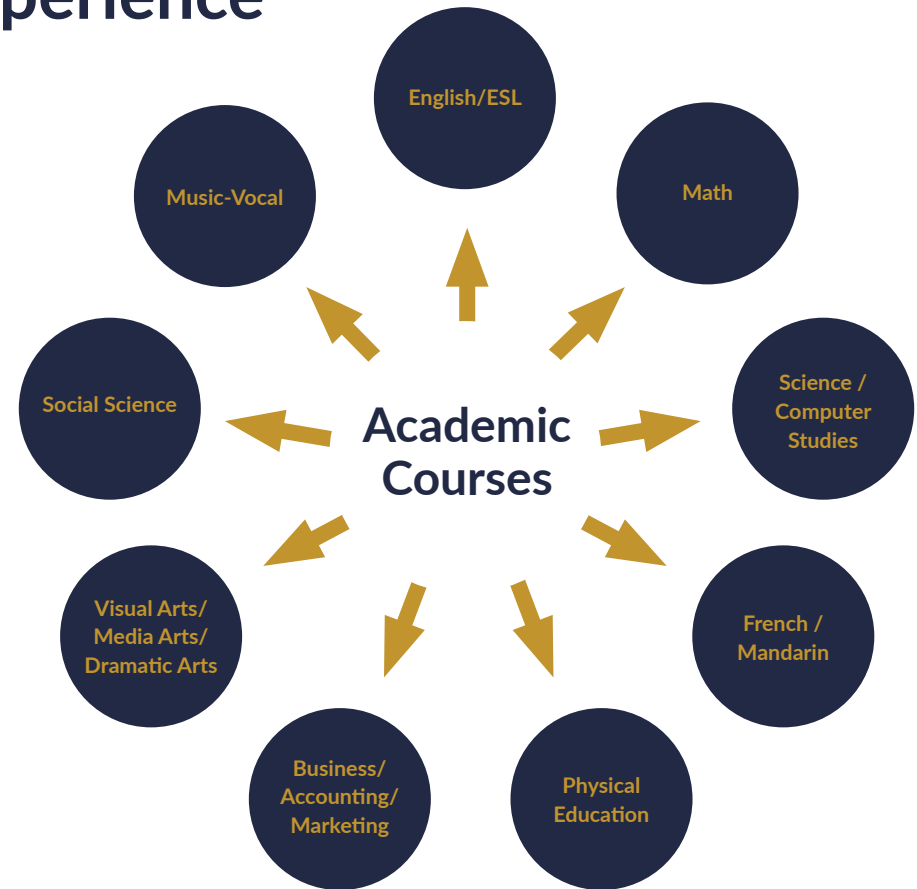 perience
English/ESL
Math
Science /
Computer
Studies
French /
Mandarin
Physical
Education
Business/
Accounting/
Marketing
Visual Arts/
Media Arts/
Dramatic Arts
Social Science
Music-Vocal
Academic
Courses